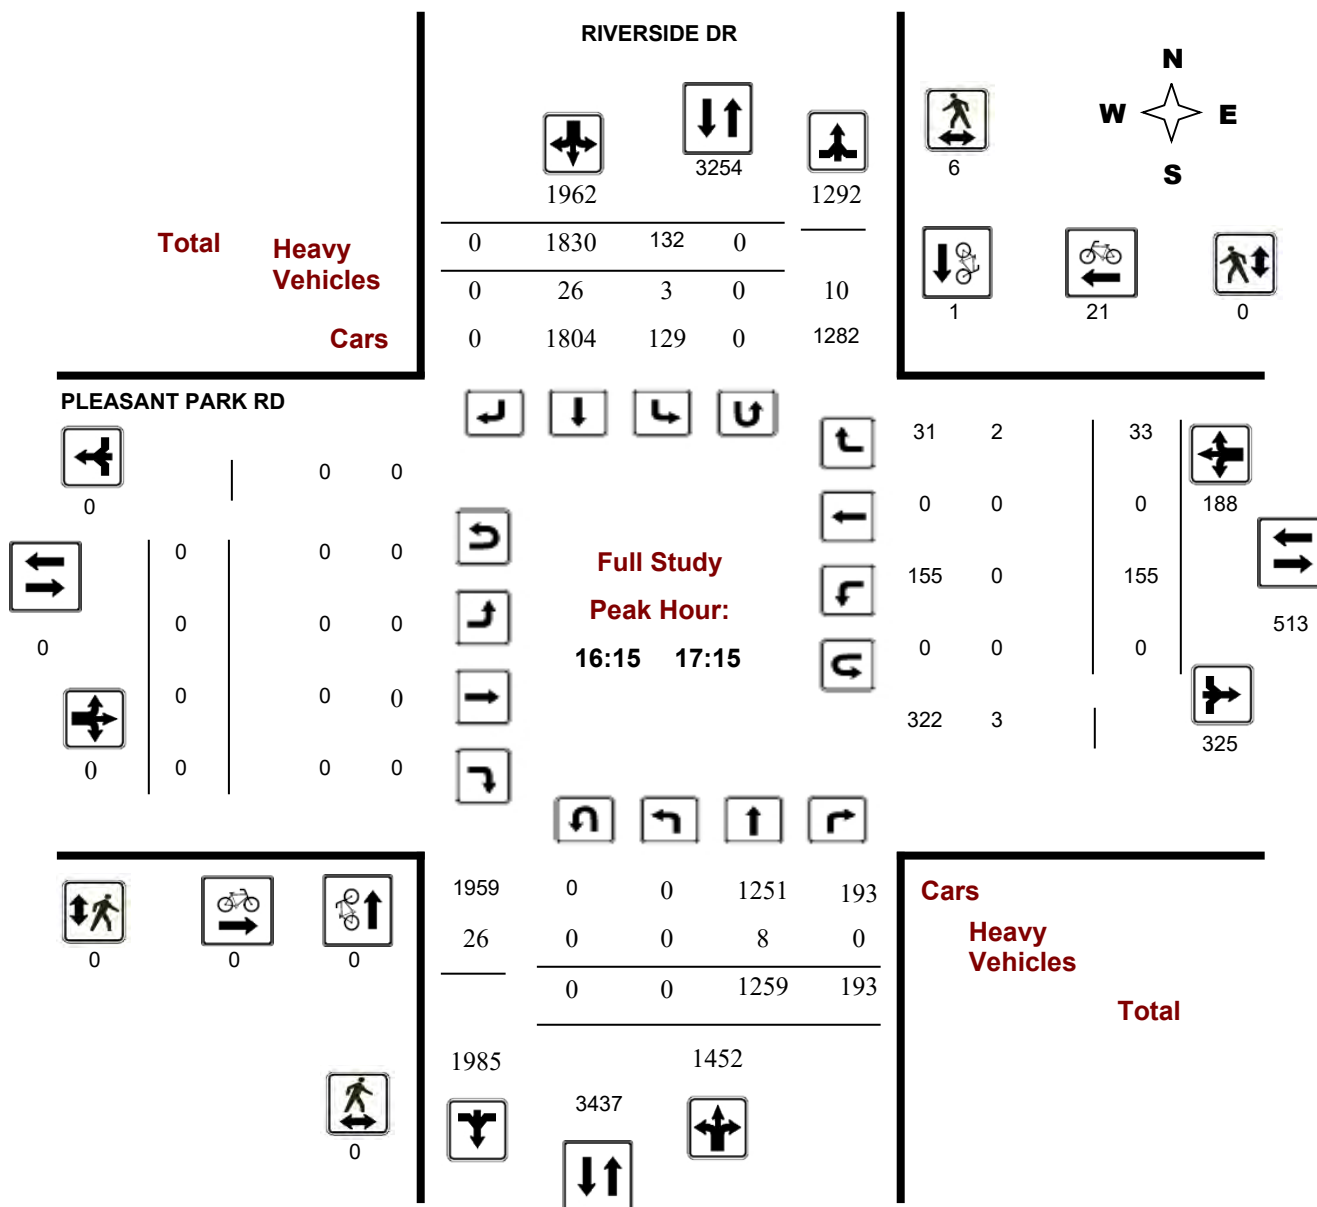 RIVERSIDE DR
N
W E
S
3254
6
1962 1292
Total Heavy Vehicles
0 1830 132 0
0 26 3 0 10
Cars 0 1804 129 0 1282
1 21 0
PLEASANT PARK RD
31 2 33
0 0
0 0 0 0 188
0 0 0
Full Study
155 0 155
Peak Hour:
0 0 0
513
0
16:15 17:15
0 0 0
0 0 0
322 3
325
0 0 0 0
1959 0 0 1251 193 Cars
26 0 0 8 0 Heavy Vehicles
0 0 0
0 0 1259 193
Total
1985 1452
3437
0